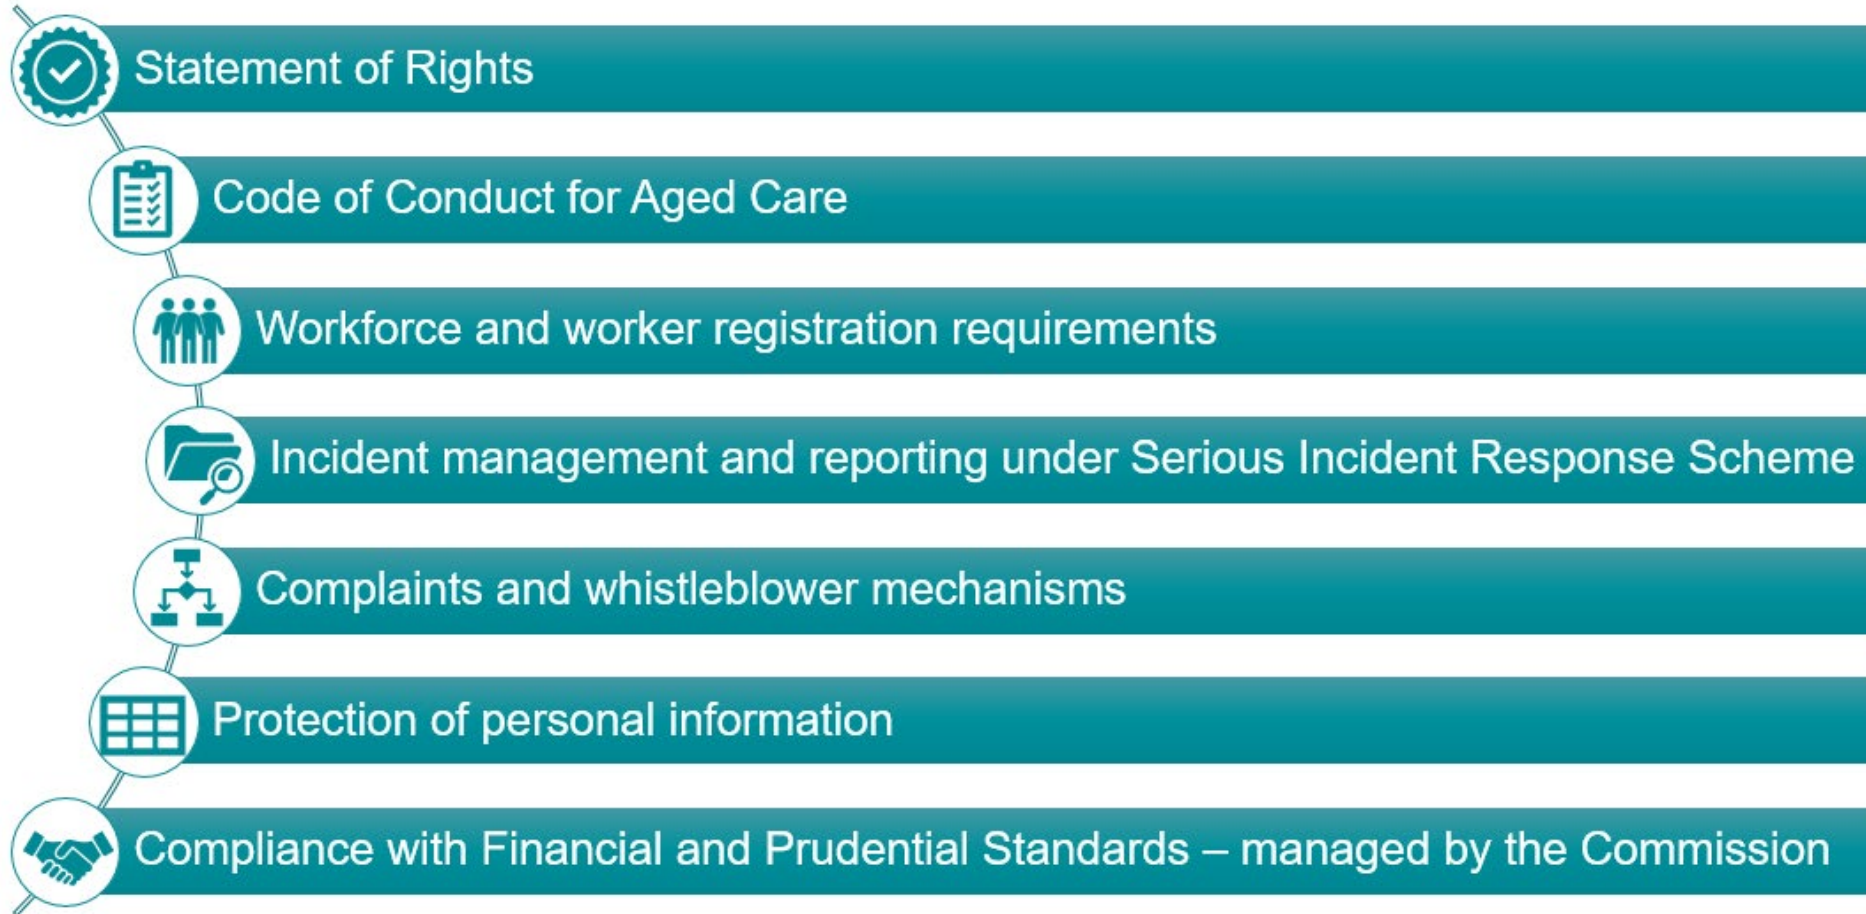 Statement of Rights
Code of Conduct for Aged Care
Workforce and worker registration requirements
Incident management and reporting under Serious Incident Response Scheme
Complaints and whistleblower mechanisms
Protection of personal information
Compliance with Financial and Prudential Standards – managed by the Commission